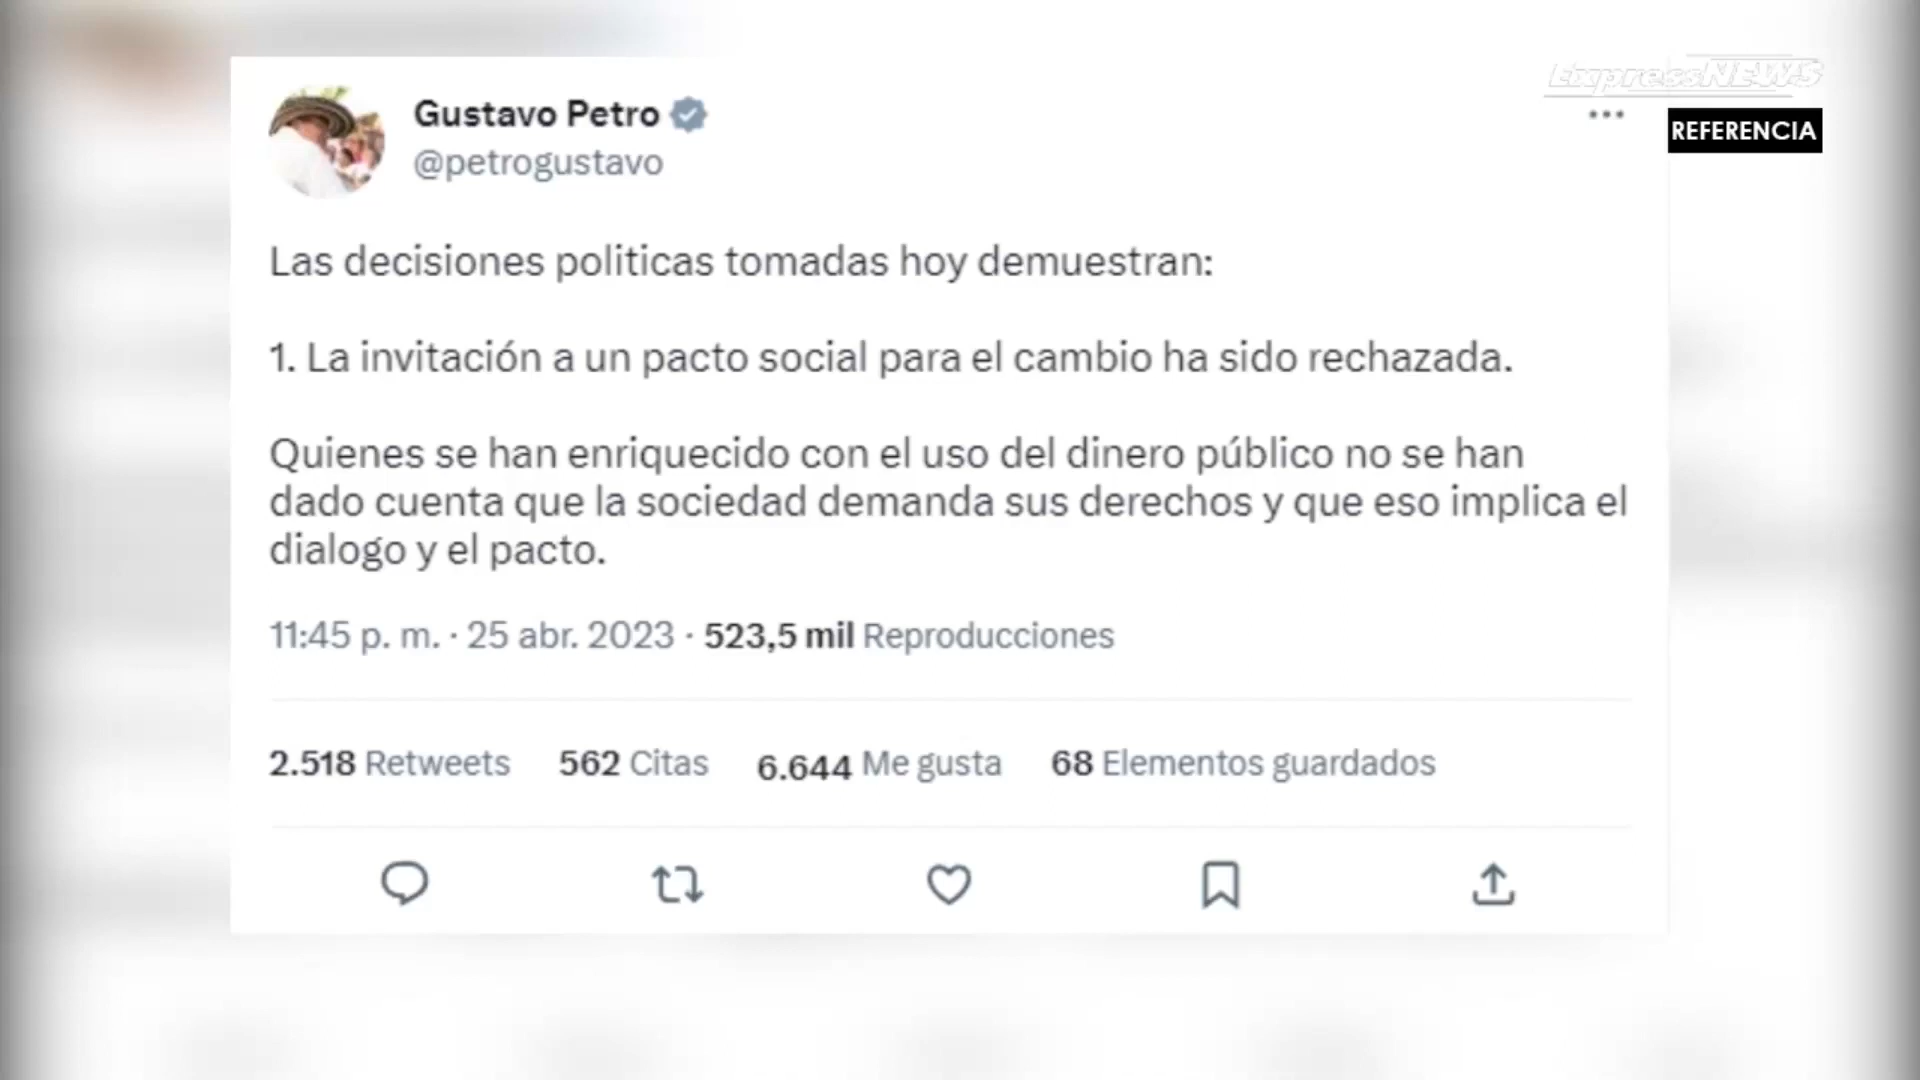 ExpressNEWS
REFERENCIA
Gustavo Petro
@petrogustavo
Las decisiones politicas tomadas hoy demuestran:
1. La invitación a un pacto social para el cambio ha sido rechazada.
Quienes se han enriquecido con el uso del dinero público no se han
dado cuenta que la sociedad demanda sus derechos y que eso implica el
dialogo y el pacto.
11:45 p. m. · 25 abr. 2023 · 523,5 mil Reproducciones
2.518 Retweets 562 Citas 6.644 Me gusta 68 Elementos guardados